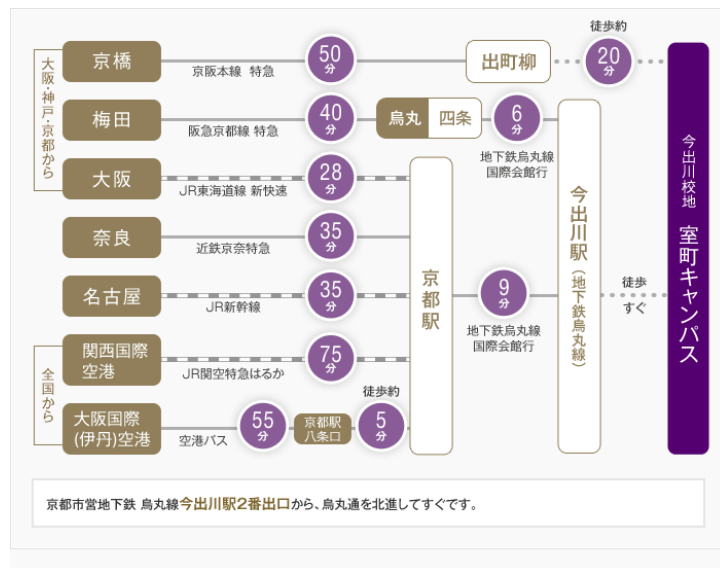 大阪・神戸・京都から
京橋
京阪本線 特急
50分
出町柳
徒歩約
20分
梅田
阪急京都線 特急
40分
烏丸 四条
6分
地下鉄烏丸線
国際会館行
大阪
JR東海道線 新快速
28分
奈良
近鉄京奈特急
35分
名古屋
JR新幹線
35分
京都駅
9分
地下鉄烏丸線
国際会館行
今出川駅(地下鉄烏丸線)
徒歩
すぐ
今出川校地 室町キャンパス
全国から
関西国際
空港
JR関空特急はるか
75分
大阪国際
(伊丹)空港
空港バス
55分
京都駅
八条口
徒歩約
5分
京都市営地下鉄 烏丸線今出川駅2番出口から、烏丸通を北進してすぐです。